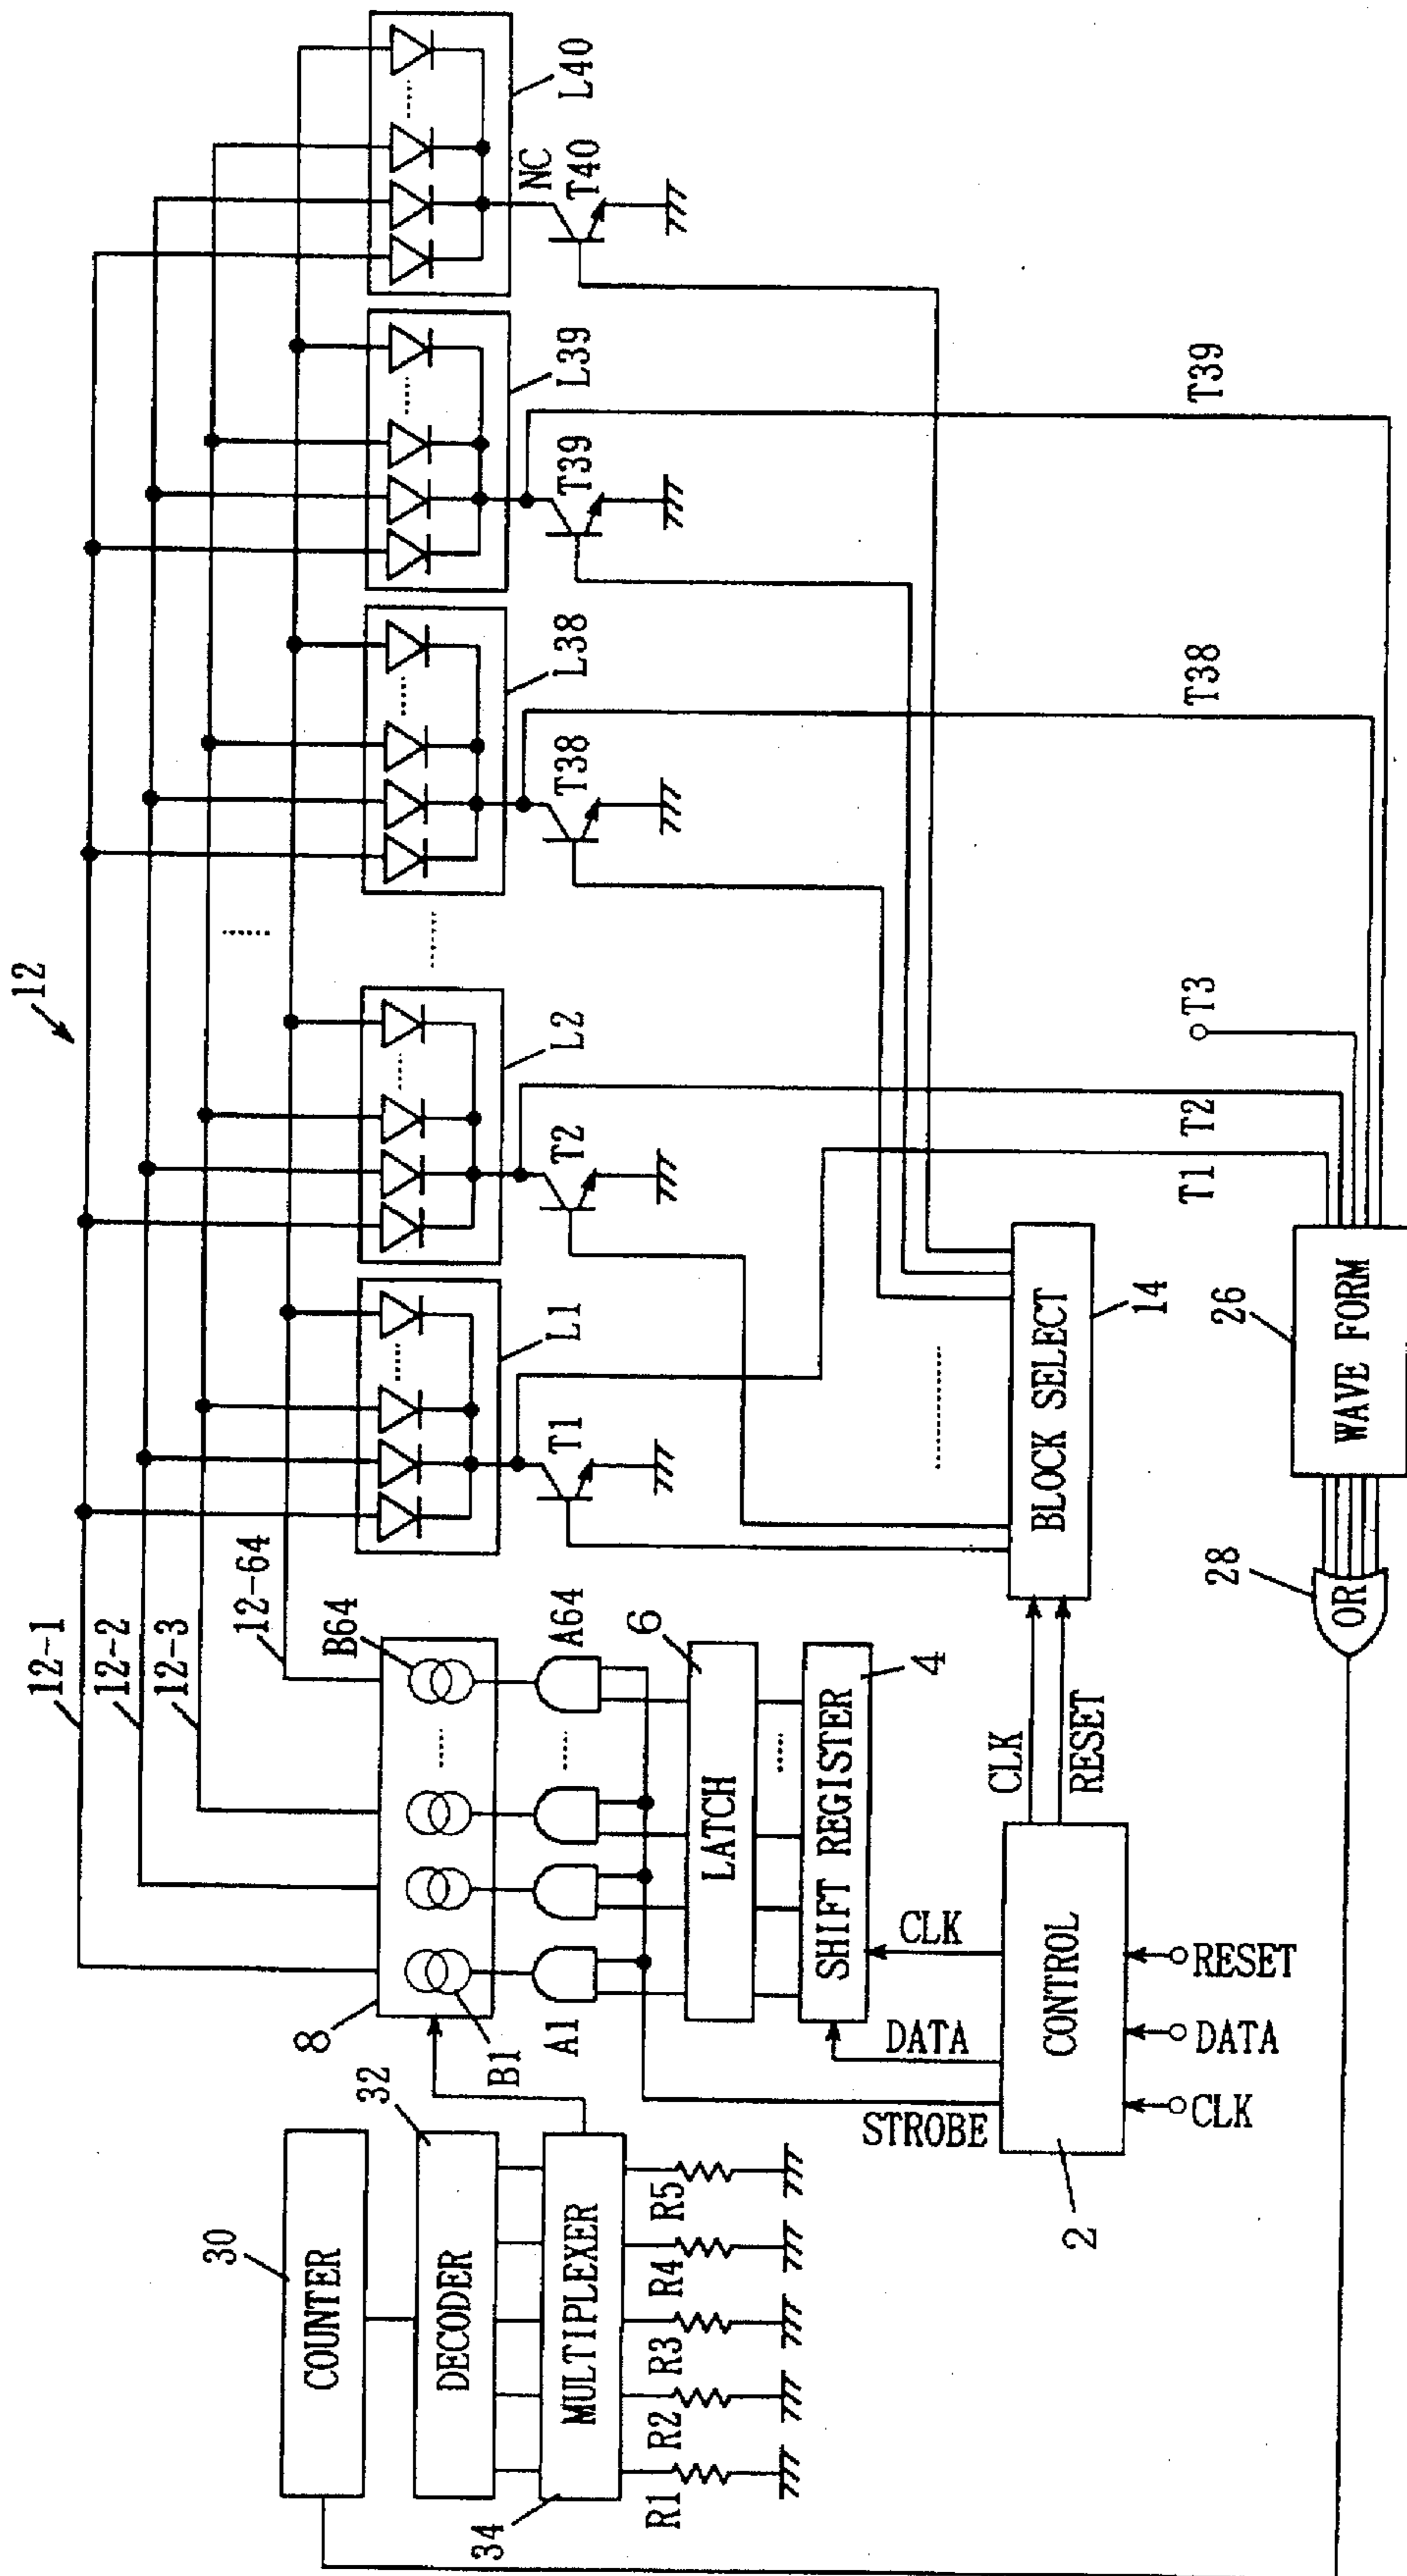 12
12-1
12-2
12-3
12-64
8
B1
B64
A1
A64
L1
L2
L38
L39
L40
T1
T2
T38
T39
NC
T40
30
COUNTER
32
DECODER
34
MULTIPLEXER
R1
R2
R3
R4
R5
6
LATCH
4
SHIFT REGISTER
STROBE
DATA
CLK
CONTROL
2
CLK
DATA
RESET
CLK
RESET
BLOCK SELECT
14
T1
T2
T3
T38
T39
26
WAVE FORM
28
OR